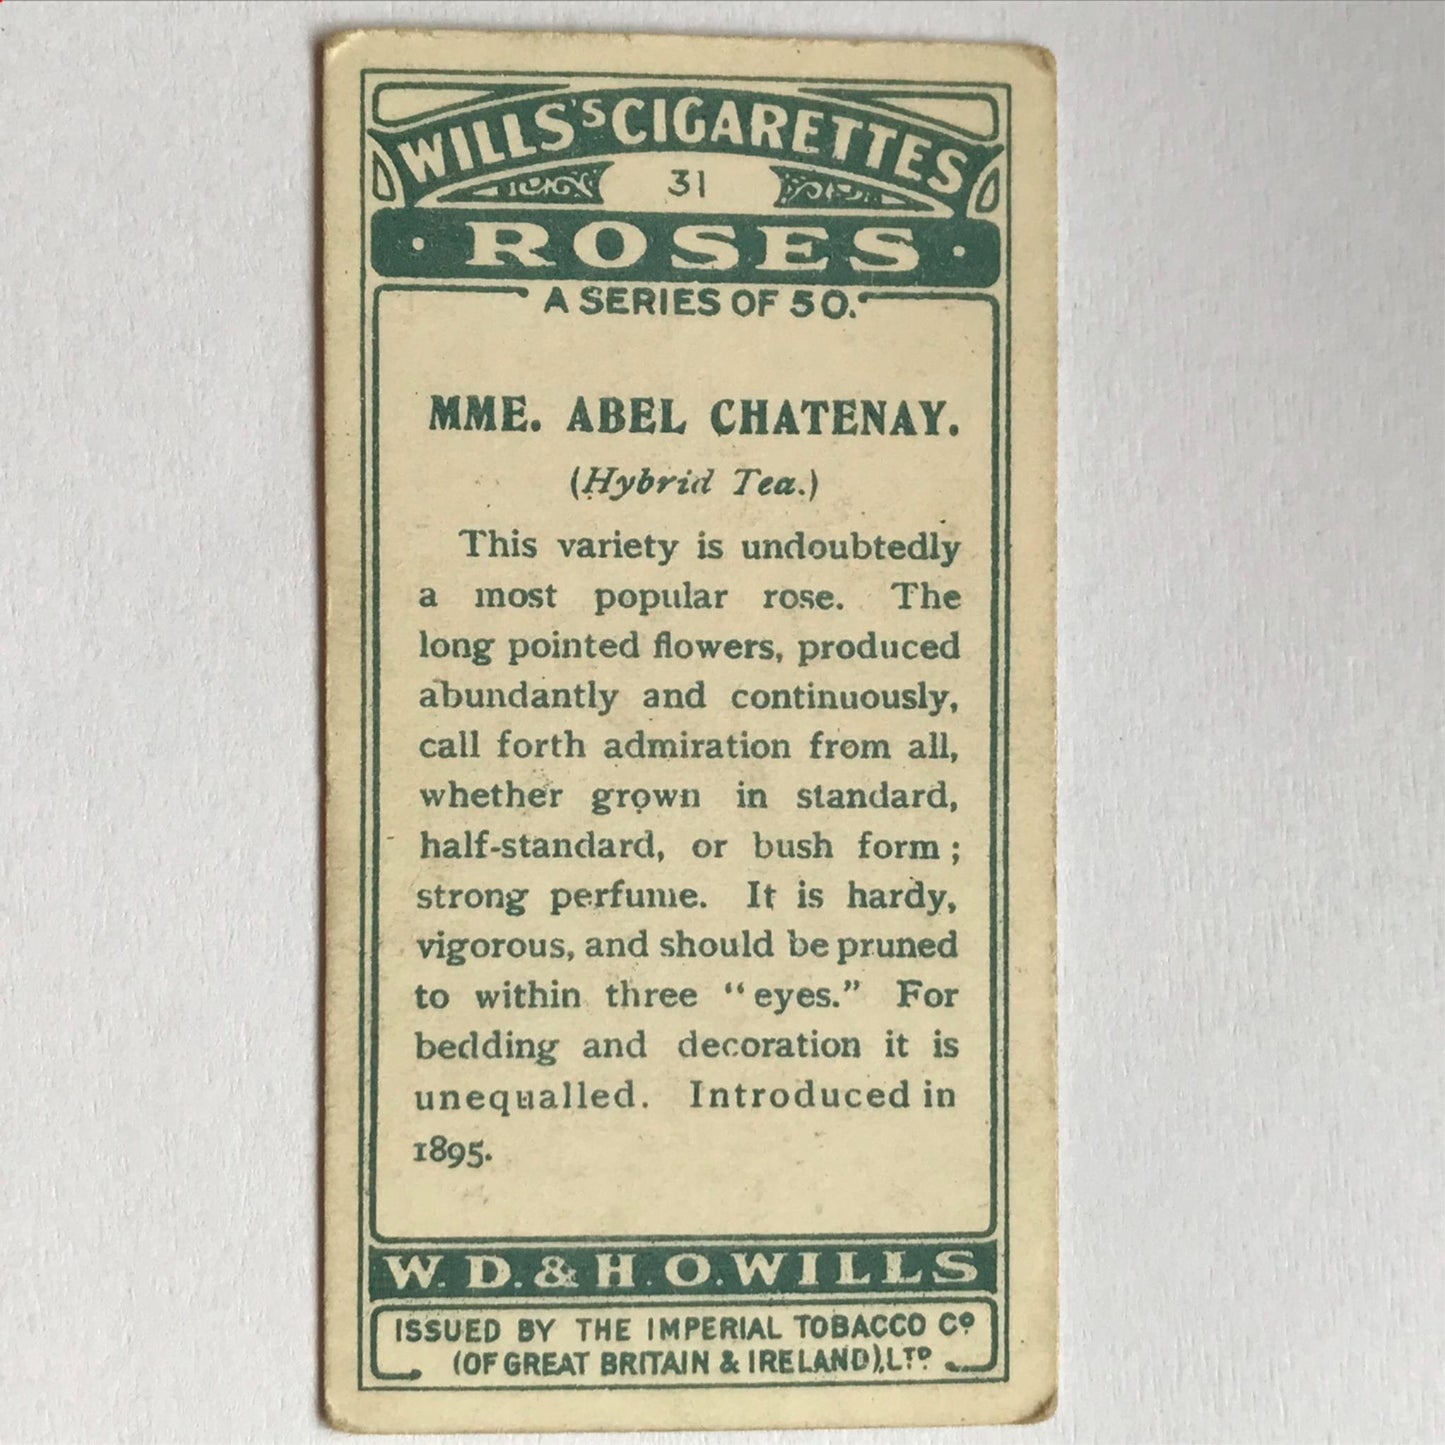 WILLS'S CIGARETTES
31
· ROSES ·
A SERIES OF 50.
MME. ABEL CHATENAY.
(Hybrid Tea.)
This variety is undoubtedly
a most popular rose. The
long pointed flowers, produced
abundantly and continuously,
call forth admiration from all,
whether grown in standard,
half-standard, or bush form ;
strong perfume. It is hardy,
vigorous, and should be pruned
to within three “eyes.” For
bedding and decoration it is
unequalled. Introduced in
1895.
W. D. & H. O. WILLS
ISSUED BY THE IMPERIAL TOBACCO Cº
(OF GREAT BRITAIN & IRELAND), LTD.